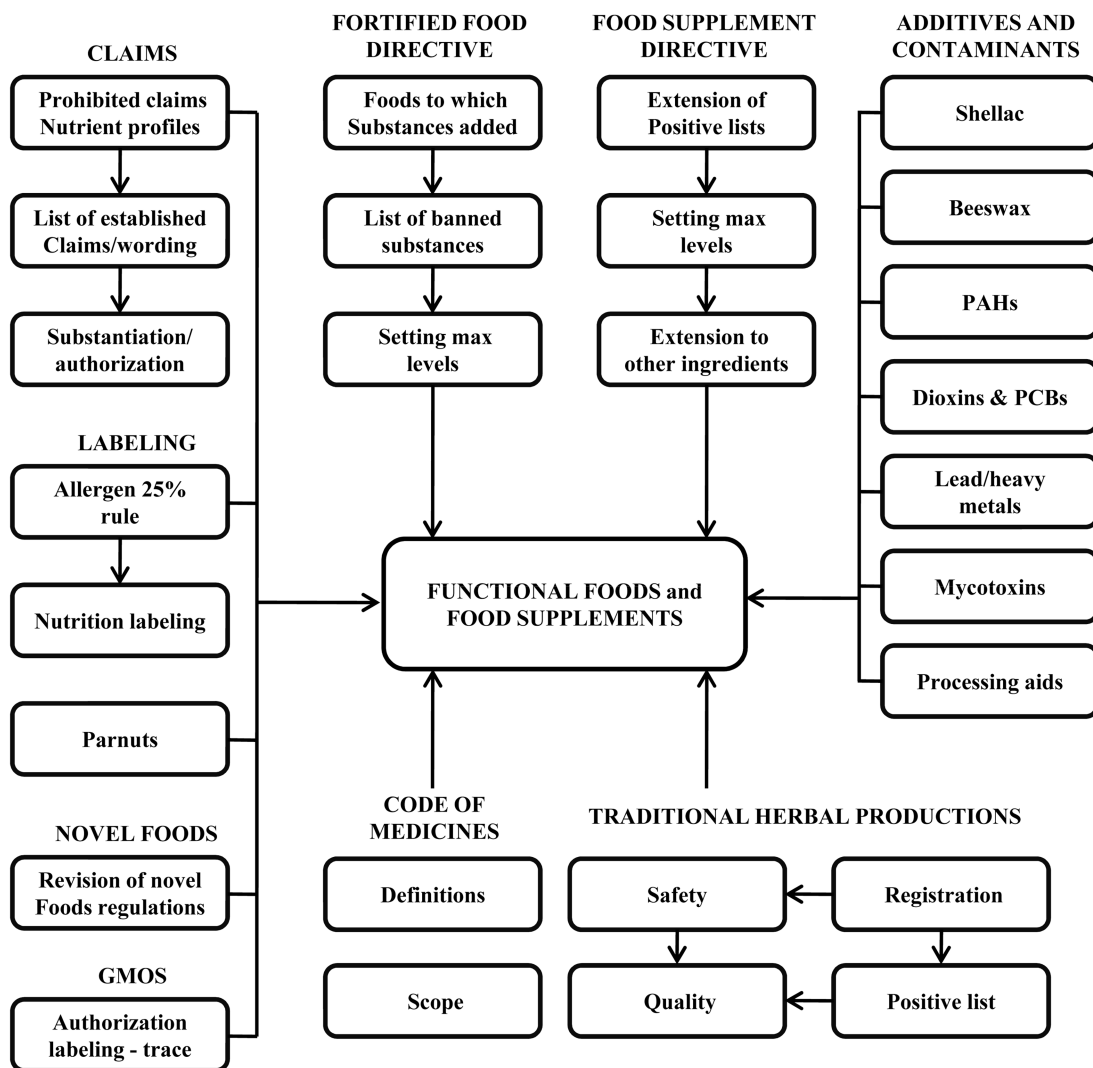 CLAIMS
Prohibited claims
Nutrient profiles
List of established
Claims/wording
Substantiation/
authorization
LABELING
Allergen 25%
rule
Nutrition labeling
Parnuts
NOVEL FOODS
Revision of novel
Foods regulations
GMOS
Authorization
labeling - trace
FORTIFIED FOOD
DIRECTIVE
Foods to which
Substances added
List of banned
substances
Setting max
levels
FOOD SUPPLEMENT
DIRECTIVE
Extension of
Positive lists
Setting max
levels
Extension to
other ingredients
ADDITIVES AND
CONTAMINANTS
Shellac
Beeswax
PAHs
Dioxins & PCBs
Lead/heavy
metals
Mycotoxins
Processing aids
FUNCTIONAL FOODS and
FOOD SUPPLEMENTS
CODE OF
MEDICINES
Definitions
Scope
TRADITIONAL HERBAL PRODUCTIONS
Safety
Registration
Quality
Positive list